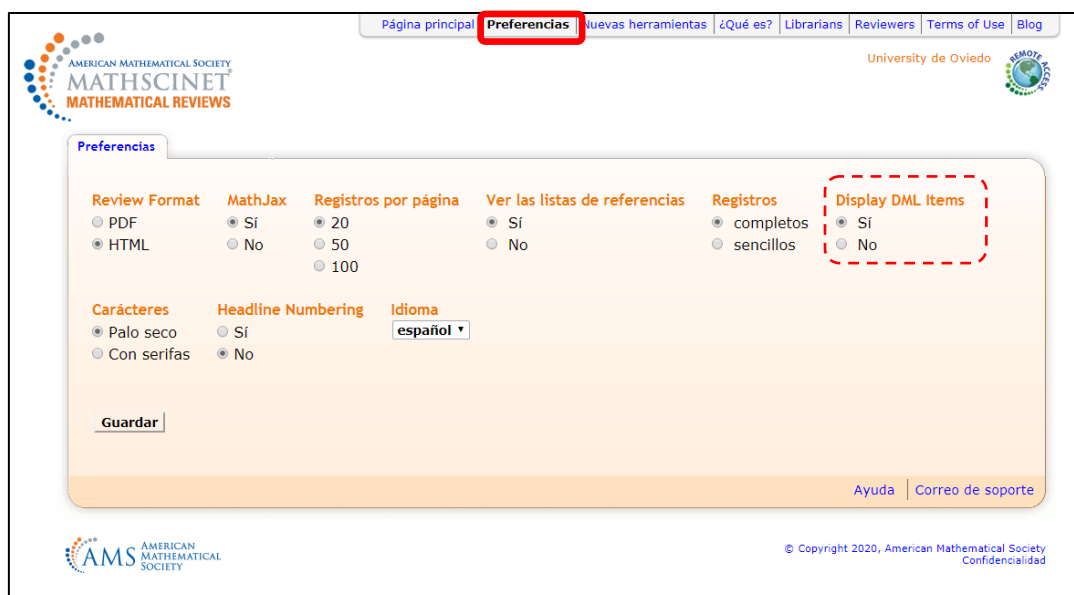 Página principal Preferencias Nuevas herramientas ¿Qué es? Librarians Reviewers Terms of Use Blog
AMERICAN MATHEMATICAL SOCIETY
MATHSCINET
MATHEMATICAL REVIEWS
University de Oviedo
REMOTE ACCESS
Preferencias
Review Format MathJax Registros por página Ver las listas de referencias Registros Display DML Items
PDF Sí 20 Sí completos Sí
HTML No 50 No sencillos No
100
Carácteres Headline Numbering Idioma
Palo seco Sí español
Con serifas No
Guardar
Ayuda Correo de soporte
AMS AMERICAN MATHEMATICAL SOCIETY
© Copyright 2020, American Mathematical Society
Confidencialidad